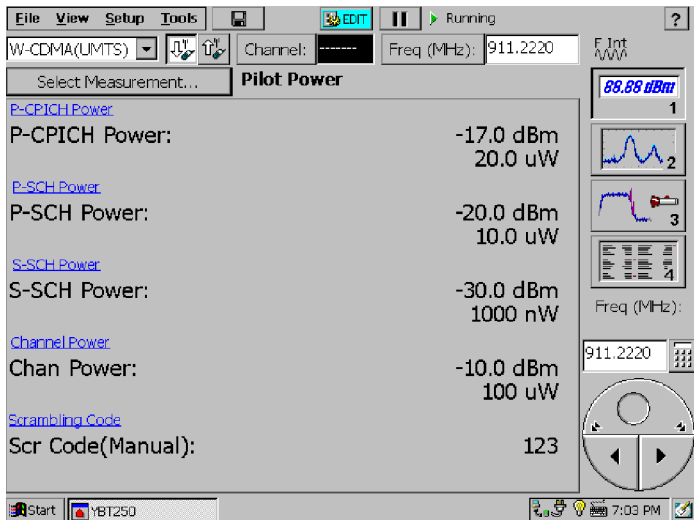 File View Setup Tools EDIT Running ?
W-CDMA(UMTS) Channel: ------- Freq (MHz): 911.2220 F Int
Select Measurement... Pilot Power
88.88 dBm
1
P-CPICH Power
P-CPICH Power: -17.0 dBm
20.0 uW
2
P-SCH Power
P-SCH Power: -20.0 dBm
10.0 uW
3
S-SCH Power
S-SCH Power: -30.0 dBm
1000 nW
4
Freq (MHz):
Channel Power
Chan Power: -10.0 dBm
100 uW
911.2220
Scrambling Code
Scr Code(Manual): 123
Start YBT250 7:03 PM